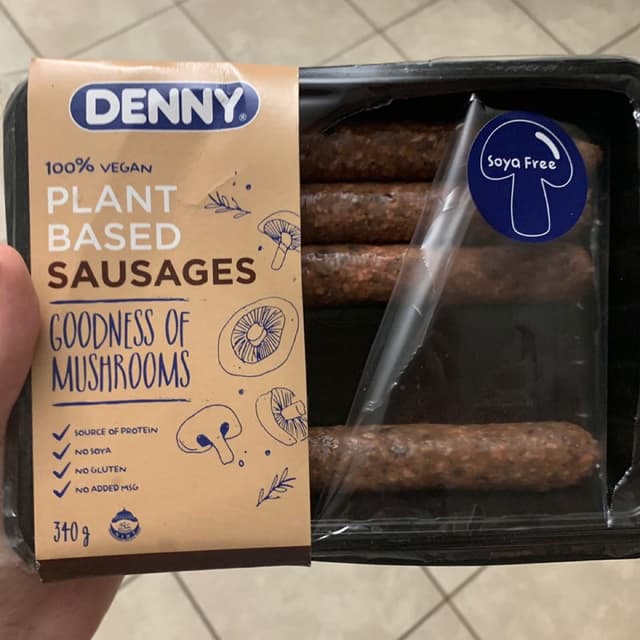 DENNY®
100% VEGAN
PLANT
BASED
SAUSAGES
GOODNESS OF
MUSHROOMS
SOURCE OF PROTEIN
NO SOYA
NO GLUTEN
NO ADDED MSG
340g
Soya Free